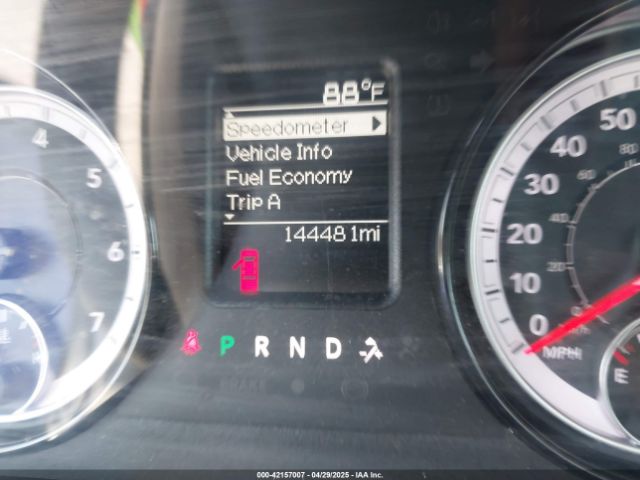 88°F
Speedometer
Vehicle Info
Fuel Economy
Trip A
144481mi
P R N D
BRAKE
4
5
6
7
50
40
30
20
10
0
MPH
E
000-42157007 - 04/29/2025 - IAA Inc.